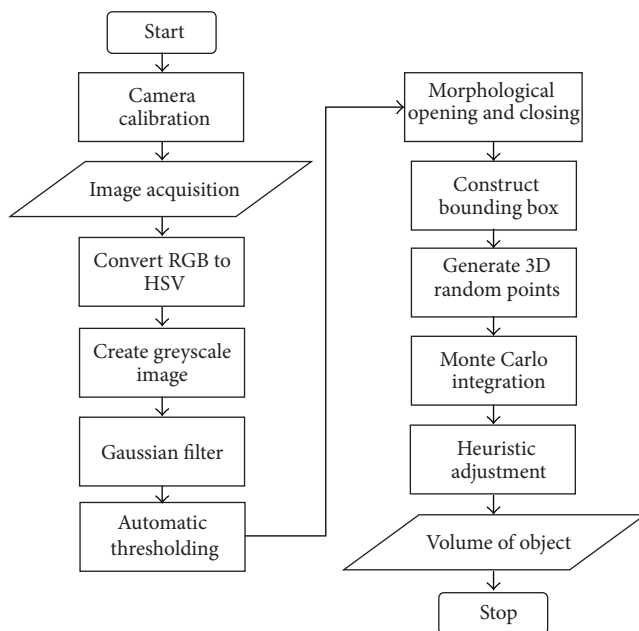 Start
Camera
calibration
Image acquisition
Convert RGB to
HSV
Create greyscale
image
Gaussian filter
Automatic
thresholding
Morphological
opening and closing
Construct
bounding box
Generate 3D
random points
Monte Carlo
integration
Heuristic
adjustment
Volume of object
Stop